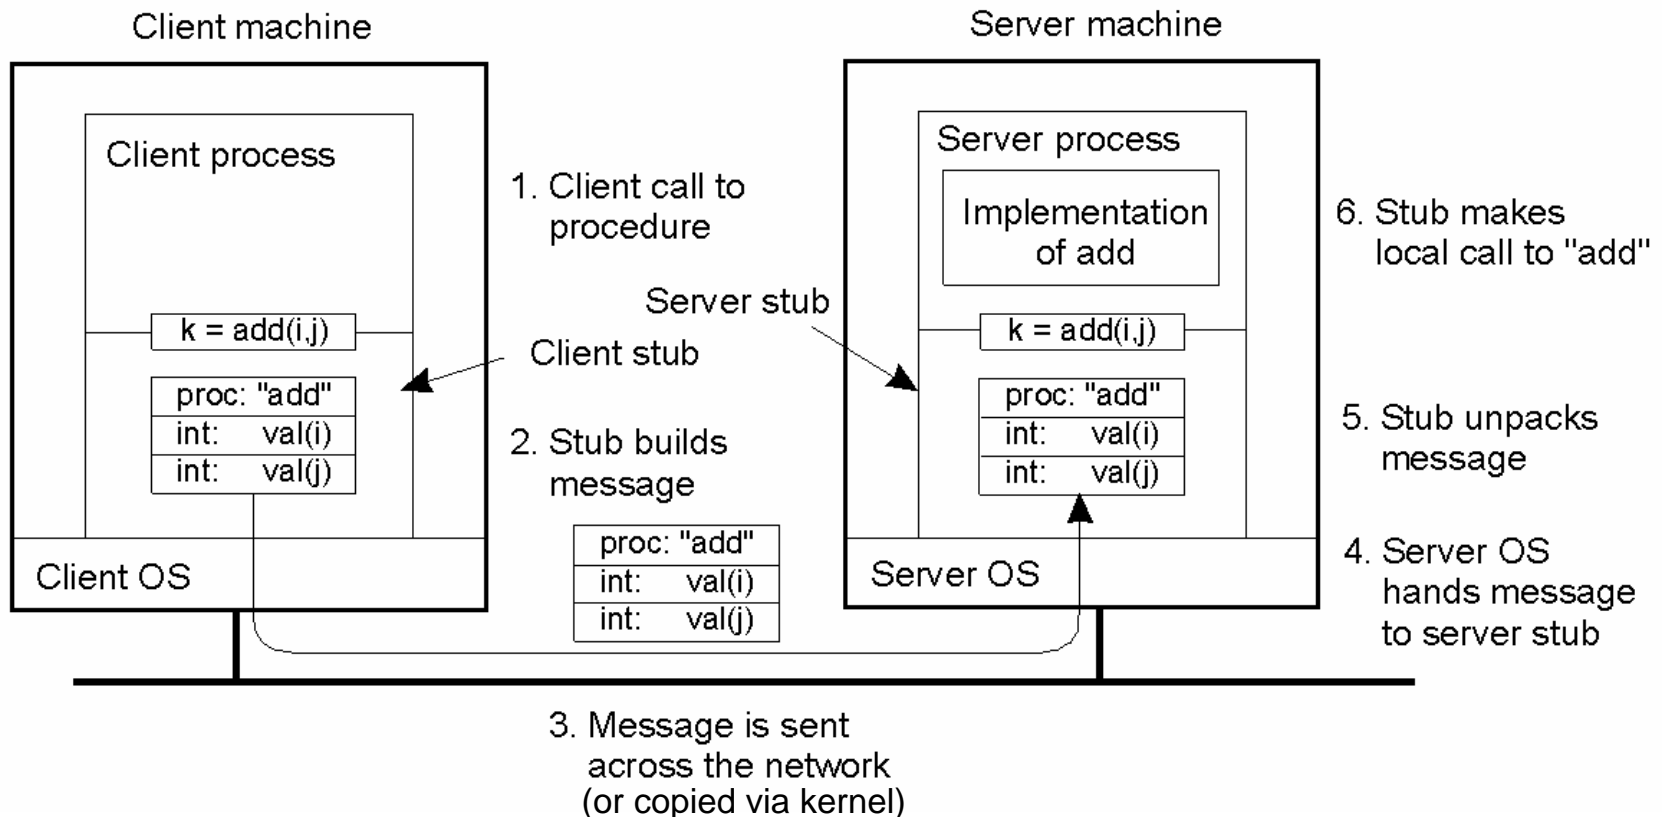 Client machine
Server machine
Client process
1. Client call to
procedure
k = add(i,j)
Client stub
proc: "add"
int: val(i)
int: val(j)
2. Stub builds
message
proc: "add"
int: val(i)
int: val(j)
Client OS
3. Message is sent
across the network
(or copied via kernel)
Server process
Implementation
of add
Server stub
k = add(i,j)
proc: "add"
int: val(i)
int: val(j)
Server OS
6. Stub makes
local call to "add"
5. Stub unpacks
message
4. Server OS
hands message
to server stub